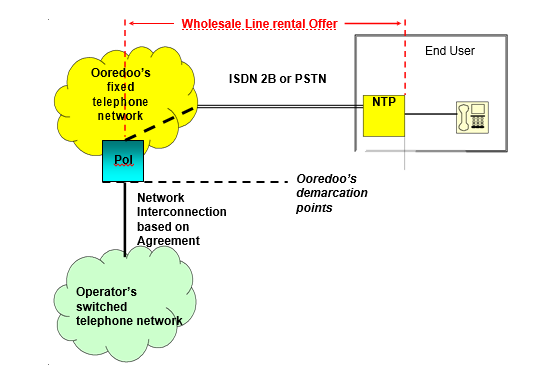 Wholesale Line rental Offer
End User
Ooredoo's
fixed
telephone
network
ISDN 2B or PSTN
NTP
PoI
Ooredoo's
demarcation
points
Network
Interconnection
based on
Agreement
Operator's
switched
telephone network